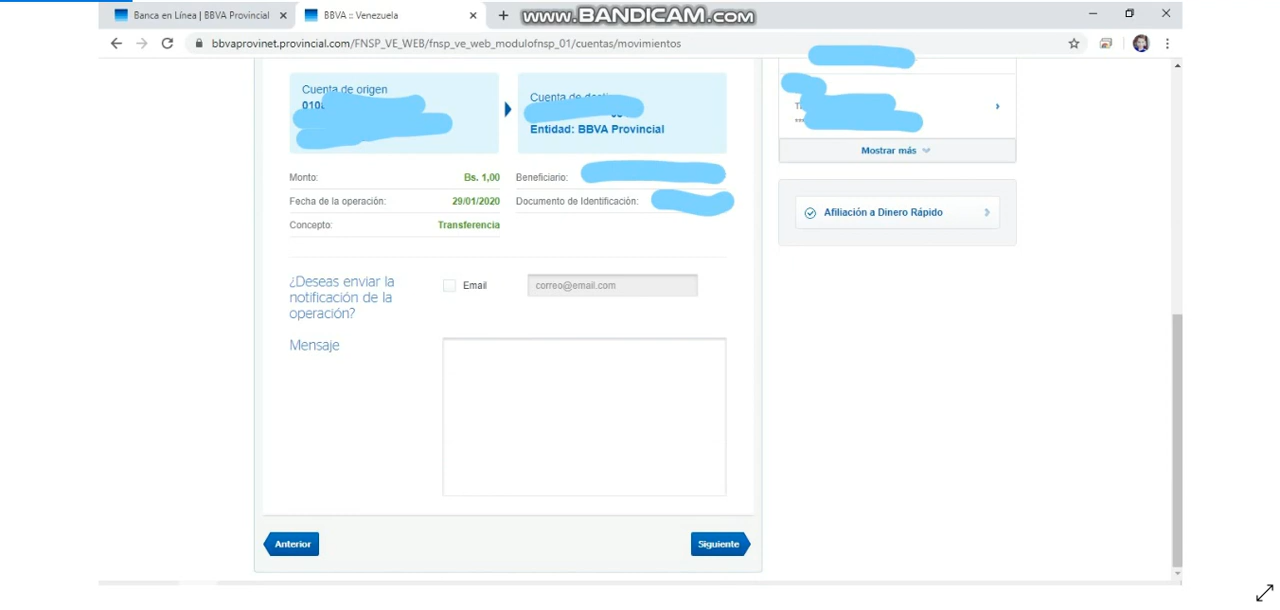 Banca en Línea | BBVA Provincial
BBVA :: Venezuela
www.BANDICAM.com
bbvaprovinet.provincial.com/FNSP_VE_WEB/fnsp_ve_web_modulofnsp_01/cuentas/movimientos
Cuenta de origen
Cuenta de
Entidad: BBVA Provincial
Mostrar más
Monto: Bs. 1,00
Beneficiario:
Fecha de la operación: 29/01/2020
Documento de Identificación:
Concepto: Transferencia
Afiliación a Dinero Rápido
¿Deseas enviar la
notificación de la
operación?
Email
correo@email.com
Mensaje
Anterior
Siguiente